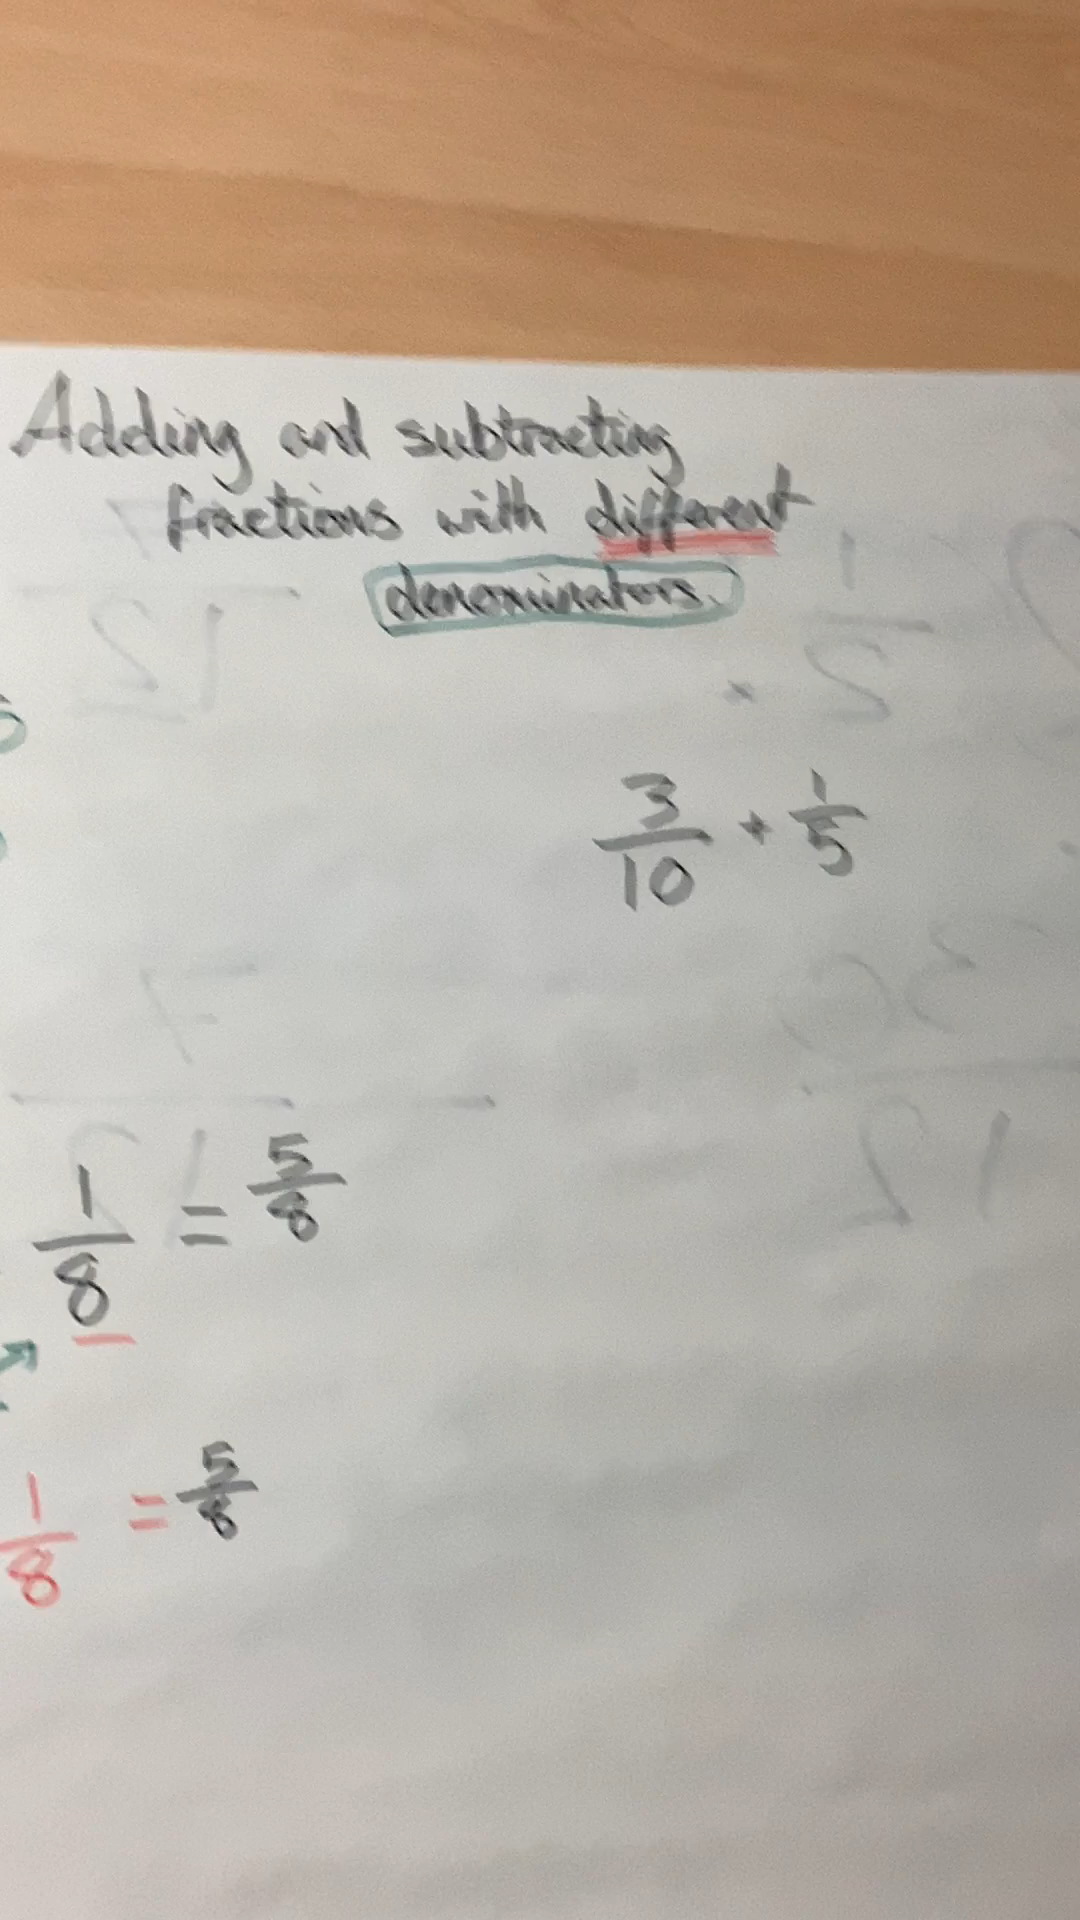 Adding and subtracting
fractions with different
denominators.
3/10 + 1/5
1/8 = 5/8
1/8 = 5/8